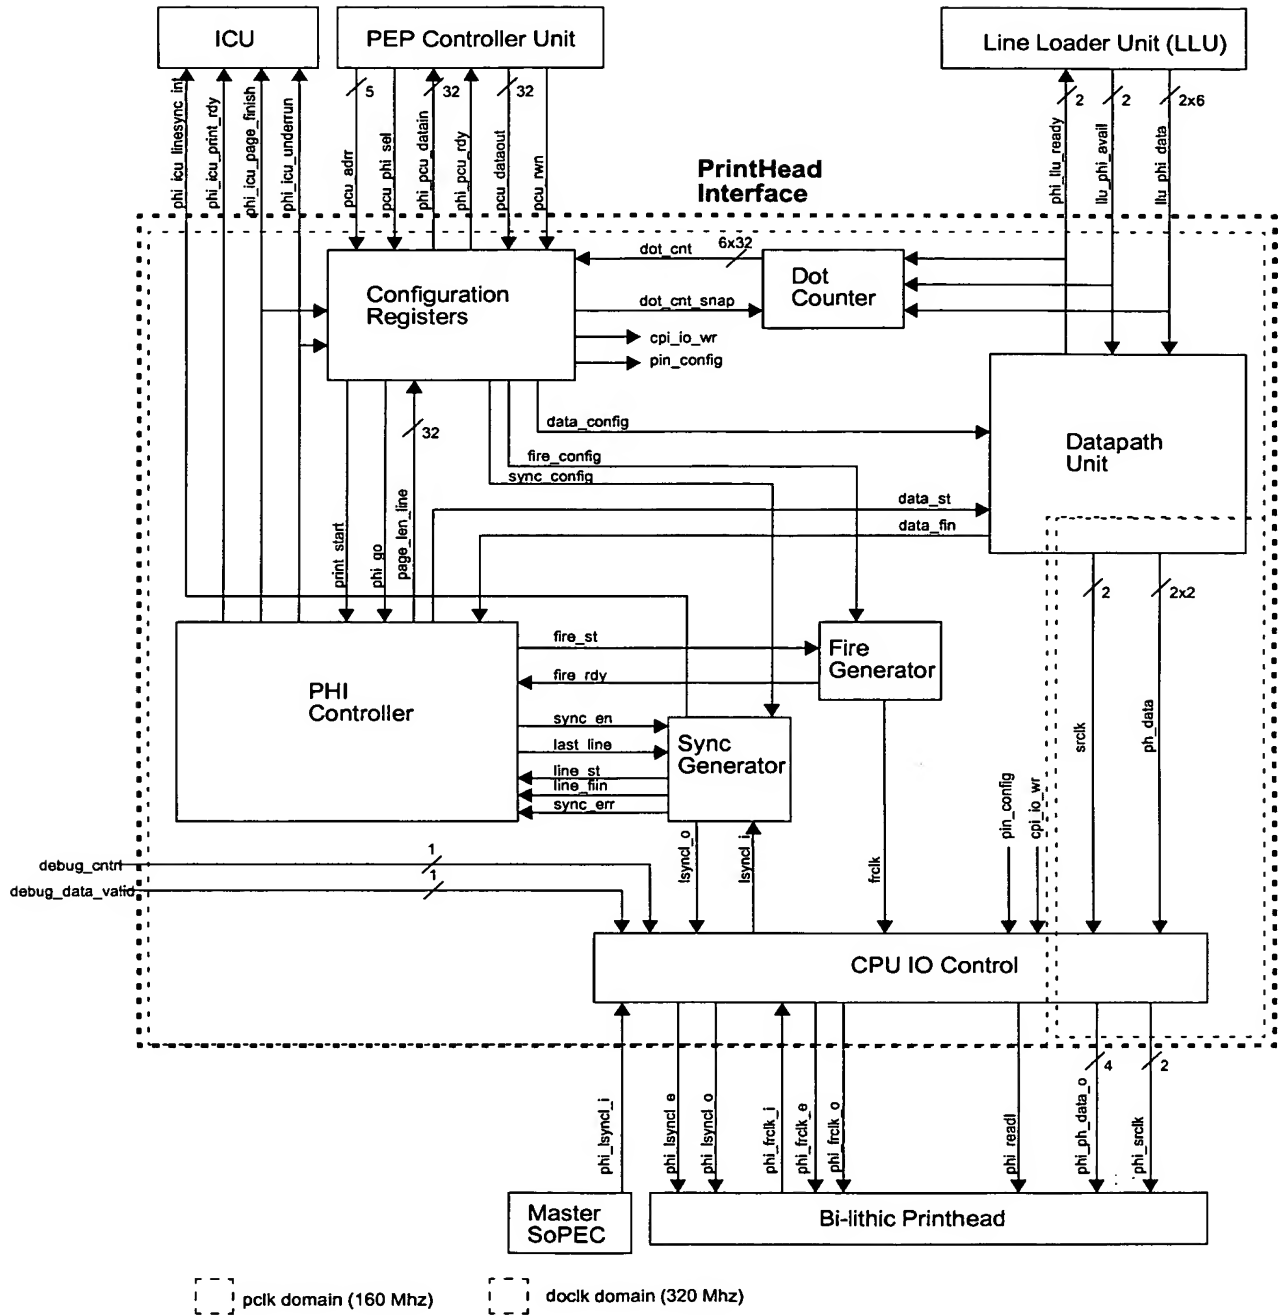 ICU
PEP Controller Unit
Line Loader Unit (LLU)
phi_icu_linesync_int
phi_icu_print_rdy
phi_icu_page_finish
phi_icu_underrun
5
32
32
pcu_adrr
pcu_phi_sel
phi_pcu_datain
phi_pcu_rdy
pcu_dataout
pcu_rwn
2
2
2x6
phi_llu_ready
llu_phi_avail
llu_phi_data
PrintHead
Interface
Configuration
Registers
dot_cnt
6x32
dot_cnt_snap
cpi_io_wr
pin_config
Dot
Counter
32
data_config
fire_config
sync_config
Datapath
Unit
data_st
data_fin
print_start
phi_go
page_len_line
2
2x2
PHI
Controller
fire_st
fire_rdy
Fire
Generator
sync_en
last_line
line_st
line_fiin
sync_err
Sync
Generator
srclk
ph_data
pin_config
cpi_io_wr
lsyncl_o
lsyncl_i
frclk
debug_cntrl
1
debug_data_valid
1
CPU IO Control
phi_lsyncl_i
phi_lsyncl_e
phi_lsyncl_o
phi_frclk_i
phi_frclk_e
phi_frclk_o
phi_readl
4
phi_ph_data_o
2
phi_srclk
Master
SoPEC
Bi-lithic Printhead
pclk domain (160 Mhz)
doclk domain (320 Mhz)